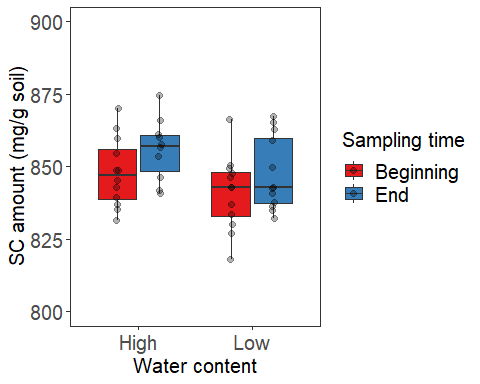 SC amount (mg/g soil)
900
875
850
825
800
High Low
Water content
Sampling time
Beginning
End